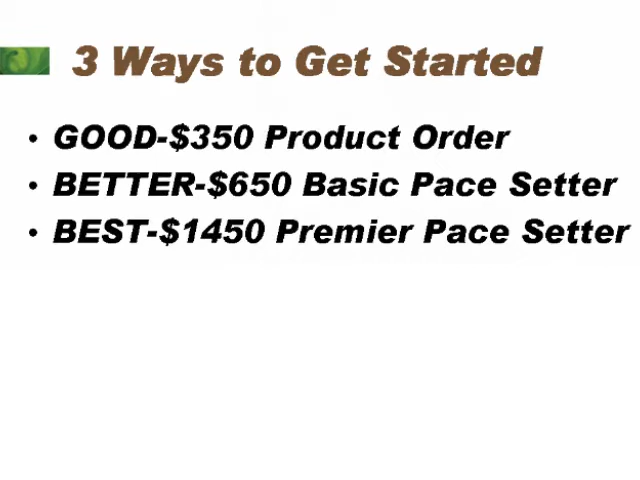 3 Ways to Get Started
• GOOD-$350 Product Order
• BETTER-$650 Basic Pace Setter
• BEST-$1450 Premier Pace Setter